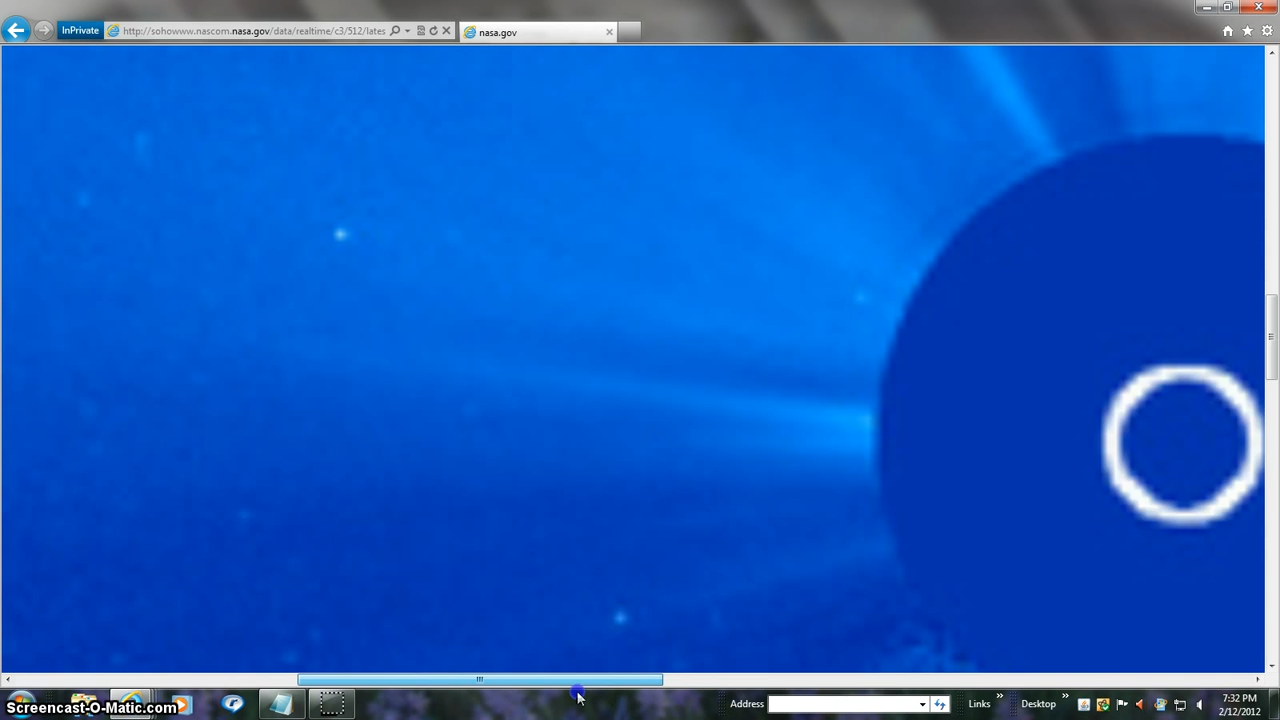 InPrivate
http://sohowww.nascom.nasa.gov/data/realtime/c3/512/lates
nasa.gov
Screencast-O-Matic.com
Address
Links
Desktop
7:32 PM
2/12/2012